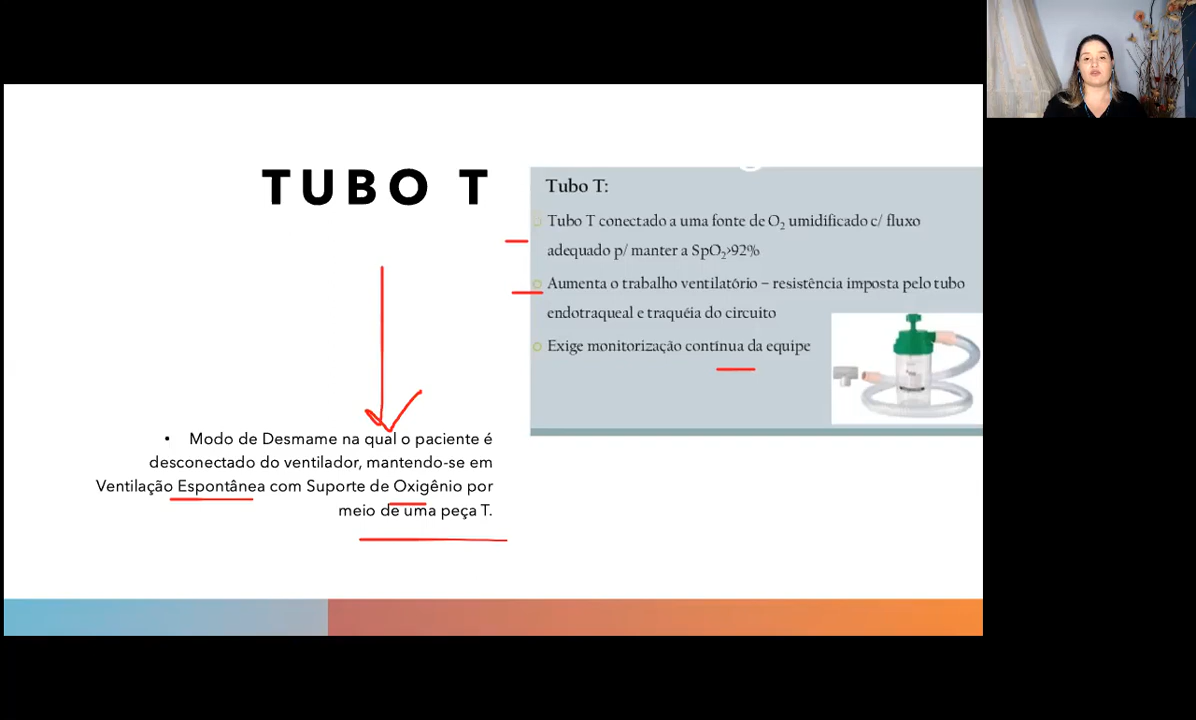 TUBO T
• Modo de Desmame na qual o paciente é
desconectado do ventilador, mantendo-se em
Ventilação Espontânea com Suporte de Oxigênio por
meio de uma peça T.
Tubo T:
Tubo T conectado a uma fonte de O₂ umidificado c/ fluxo
adequado p/ manter a SpO₂>92%
Aumenta o trabalho ventilatório – resistência imposta pelo tubo
endotraqueal e traquéia do circuito
Exige monitorização contínua da equipe